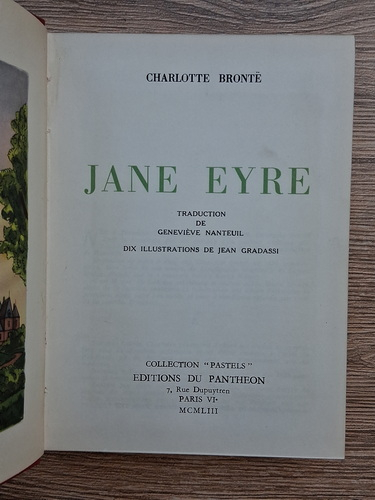 CHARLOTTE BRONTË
JANE EYRE
TRADUCTION
DE
GENEVIÈVE NANTEUIL
DIX ILLUSTRATIONS DE JEAN GRADASSI
COLLECTION "PASTELS"
EDITIONS DU PANTHEON
7, Rue Dupuytren
PARIS VIe
MCMLIII